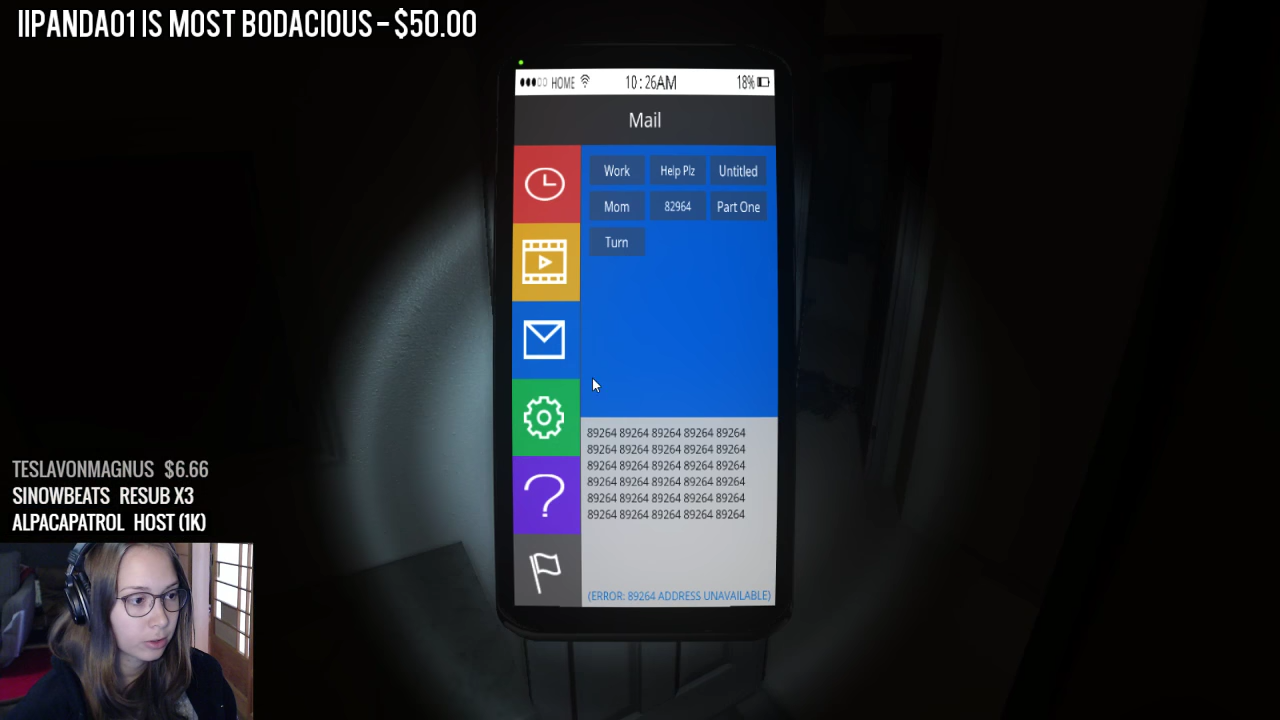 IIPANDA01 IS MOST BODACIOUS - $50.00
HOME 10:26AM 18%
Mail
Work Help Plz Untitled
Mom 82964 Part One
Turn
89264 89264 89264 89264 89264
89264 89264 89264 89264 89264
89264 89264 89264 89264 89264
89264 89264 89264 89264 89264
89264 89264 89264 89264 89264
89264 89264 89264 89264 89264
(ERROR: 89264 ADDRESS UNAVAILABLE)
TESLAVONMAGNUS $6.66
SINOWBEATS RESUB X3
ALPACAPATROL HOST (1K)